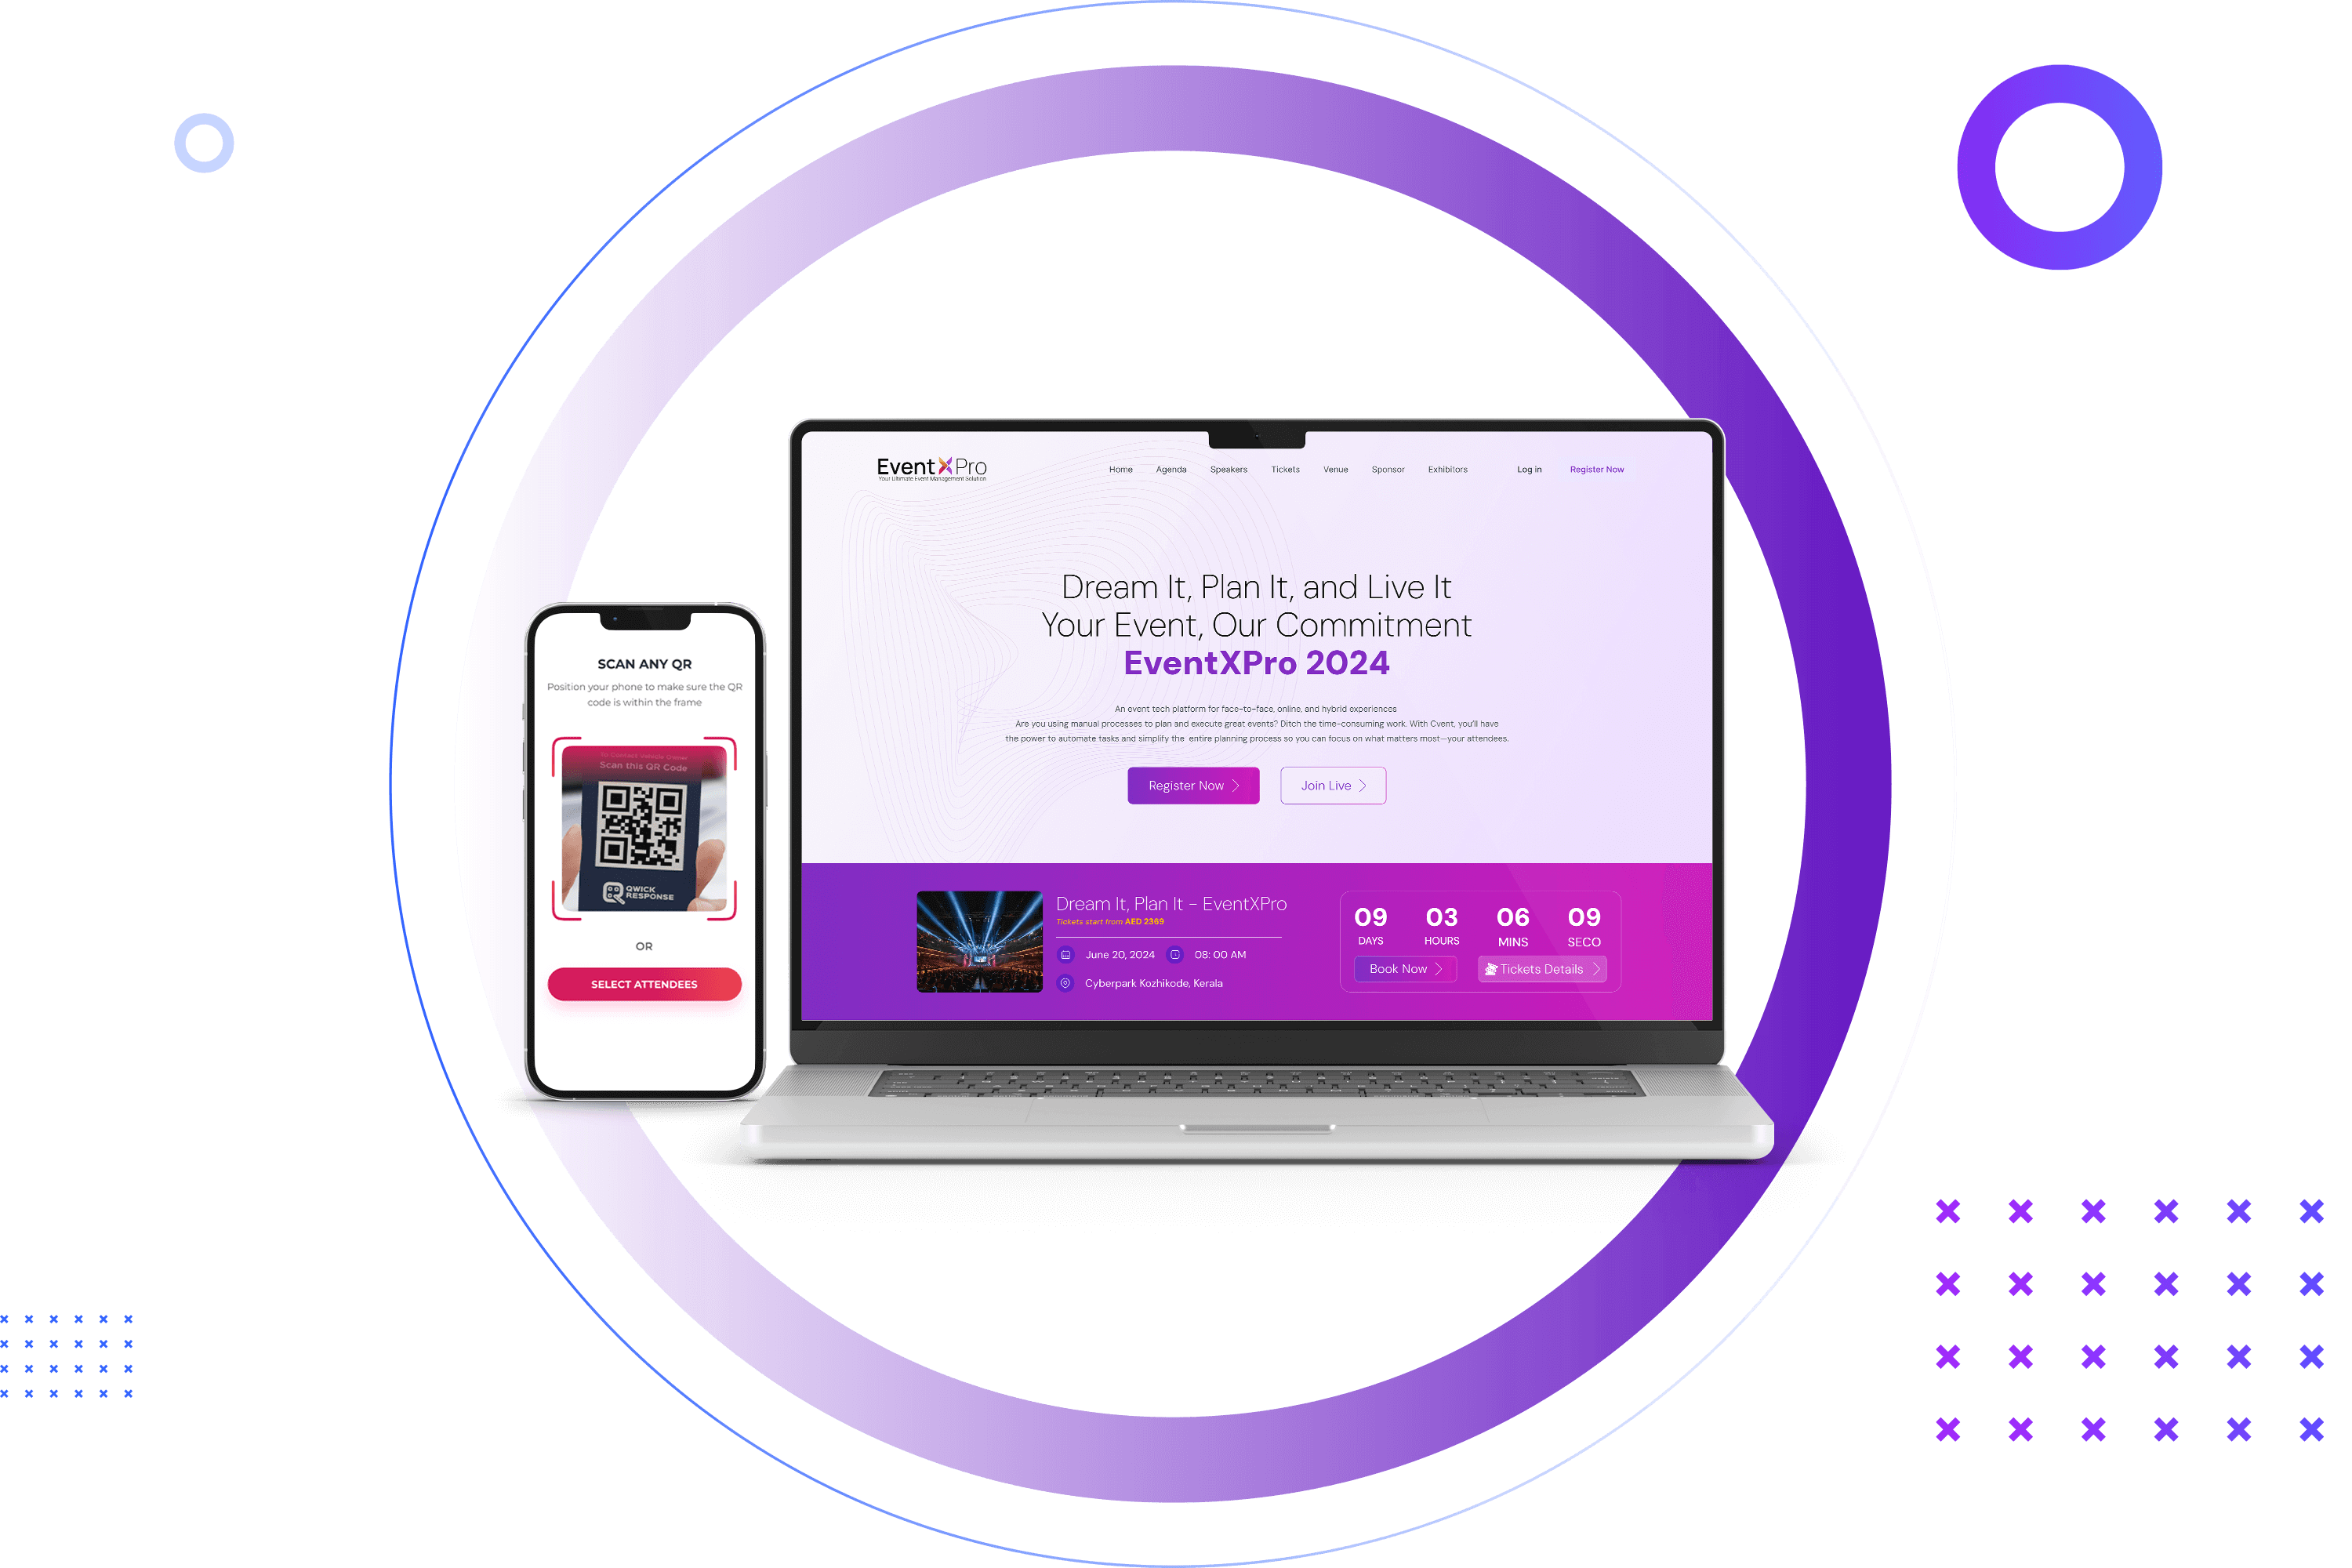 SCAN ANY QR
Position your phone to make sure the QR
code is within the frame
To Contact Vehicle Owner
Scan this QR Code
QWICK
RESPONSE
OR
SELECT ATTENDEES
EventXPro
Your Ultimate Event Management Solution
Home Agenda Speakers Tickets Venue Sponsor Exhibitors Log in Register Now
Dream It, Plan It, and Live It
Your Event, Our Commitment
EventXPro 2024
An event tech platform for face-to-face, online, and hybrid experiences
Are you using manual processes to plan and execute great events? Ditch the time-consuming work. With Cvent, you'll have
the power to automate tasks and simplify the entire planning process so you can focus on what matters most—your attendees.
Register Now Join Live
Dream It, Plan It - EventXPro
Tickets start from AED 2369
June 20, 2024 08: 00 AM
Cyberpark Kozhikode, Kerala
09 03 06 09
DAYS HOURS MINS SECO
Book Now Tickets Details